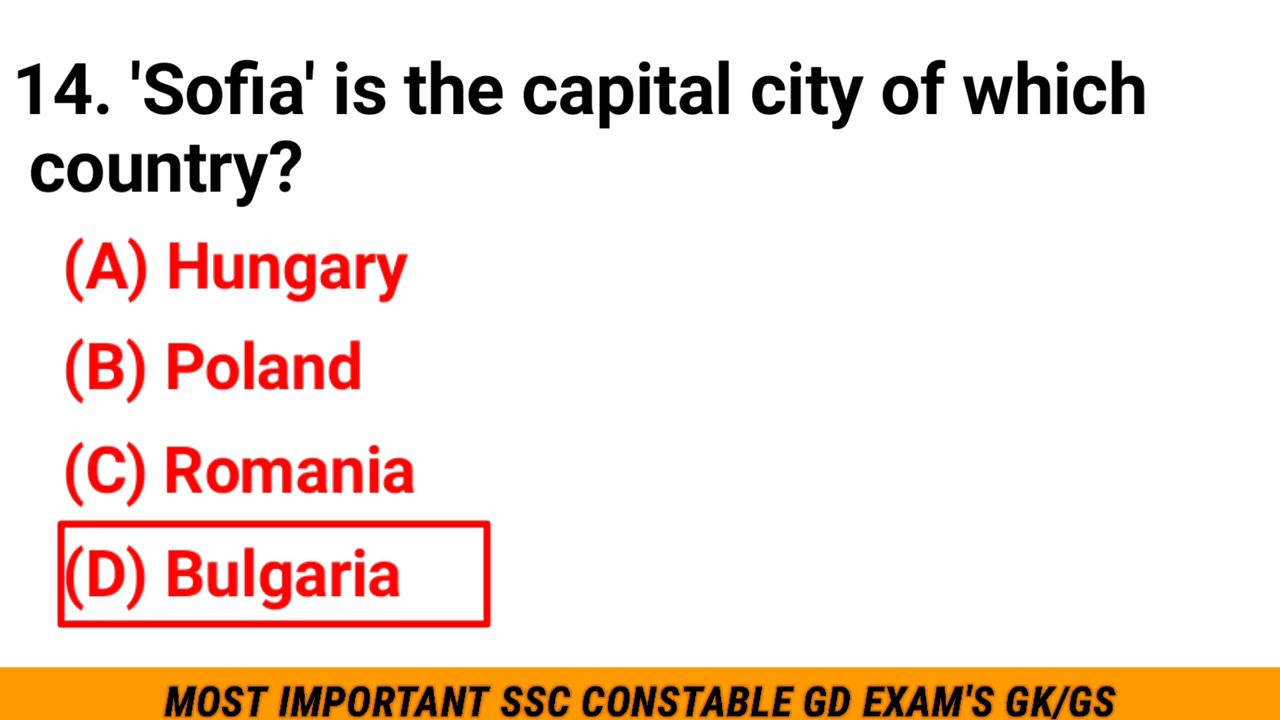 14. 'Sofia' is the capital city of which
country?
(A) Hungary
(B) Poland
(C) Romania
(D) Bulgaria
MOST IMPORTANT SSC CONSTABLE GD EXAM'S GK/GS